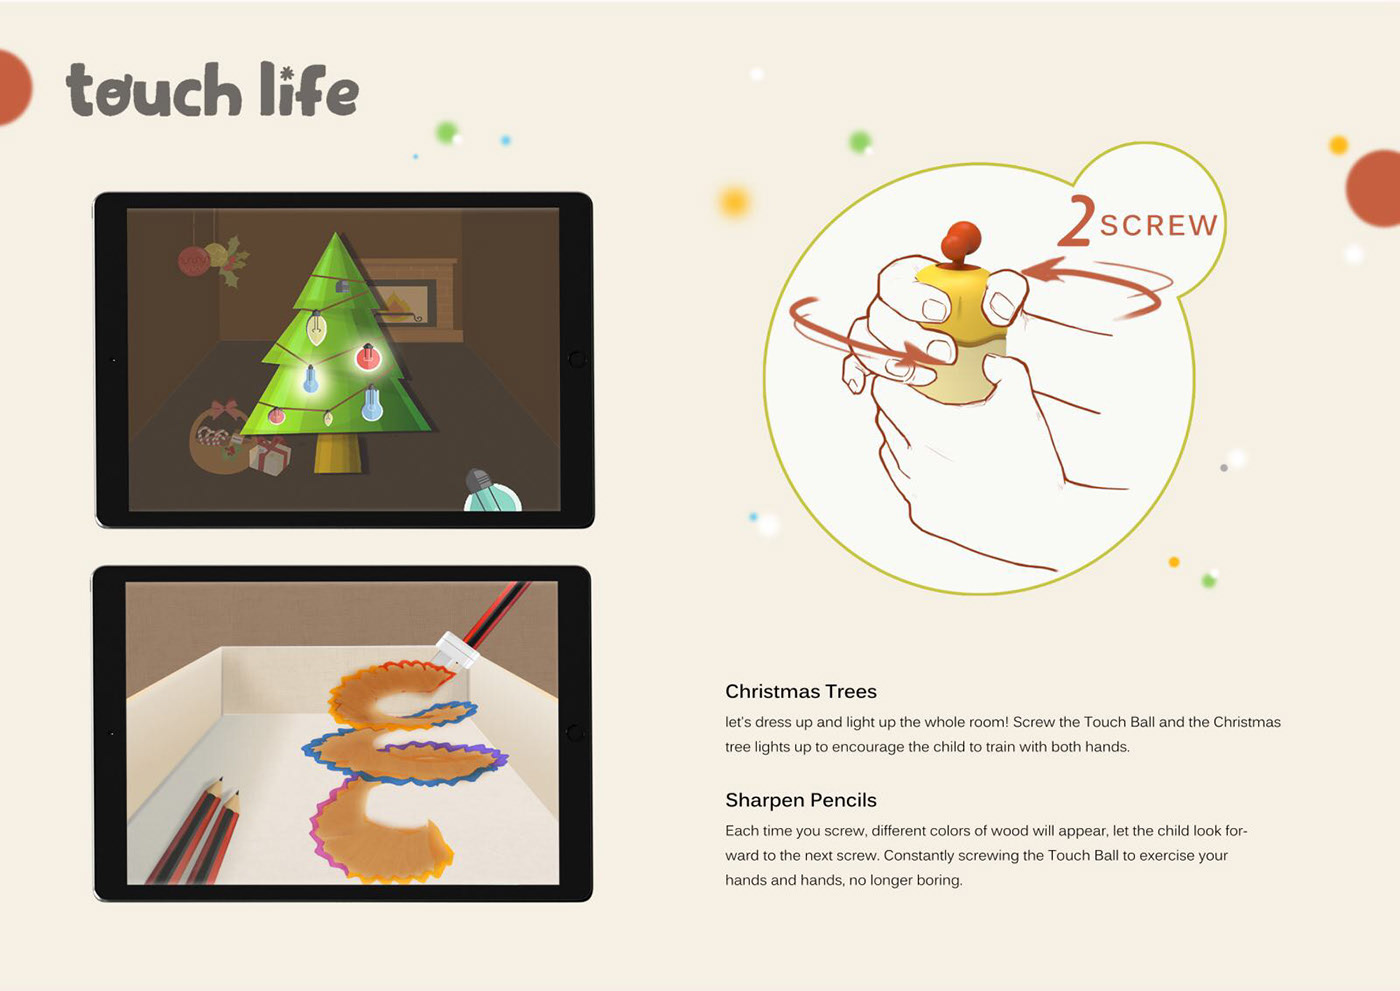 touch life
2 SCREW
Christmas Trees
let's dress up and light up the whole room! Screw the Touch Ball and the Christmas
tree lights up to encourage the child to train with both hands.
Sharpen Pencils
Each time you screw, different colors of wood will appear, let the child look for-
ward to the next screw. Constantly screwing the Touch Ball to exercise your
hands and hands, no longer boring.